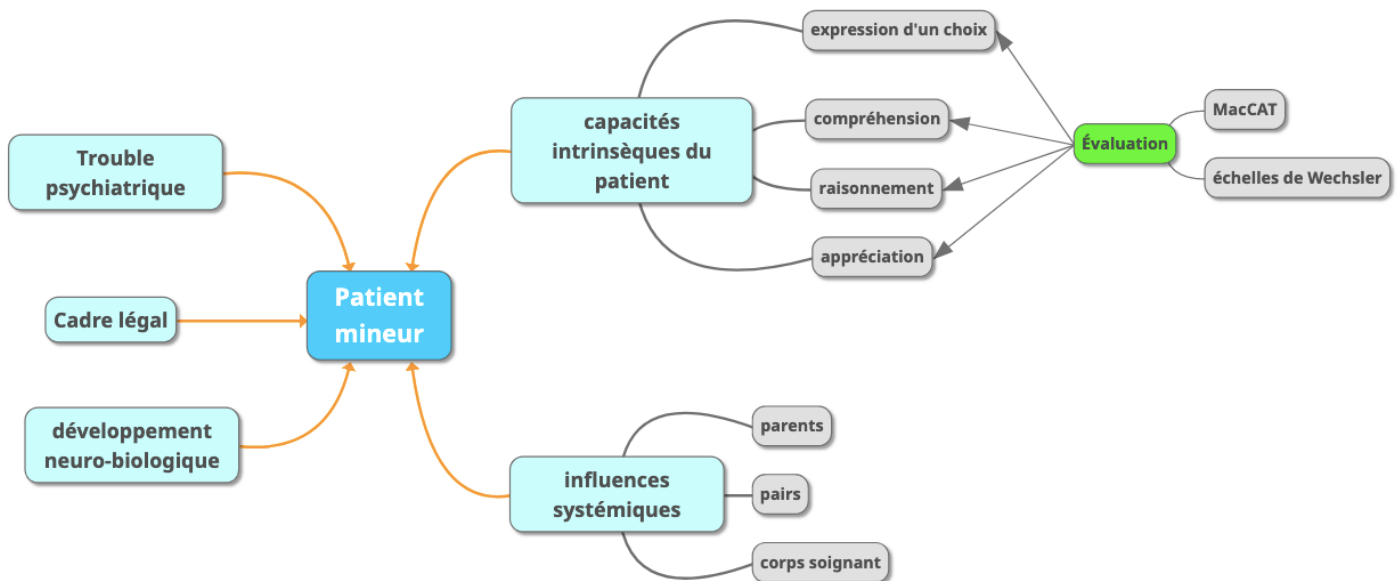 Trouble
psychiatrique
Cadre légal
développement
neuro-biologique
Patient
mineur
capacités
intrinsèques du
patient
expression d'un choix
compréhension
raisonnement
appréciation
Évaluation
MacCAT
échelles de Wechsler
influences
systémiques
parents
pairs
corps soignant